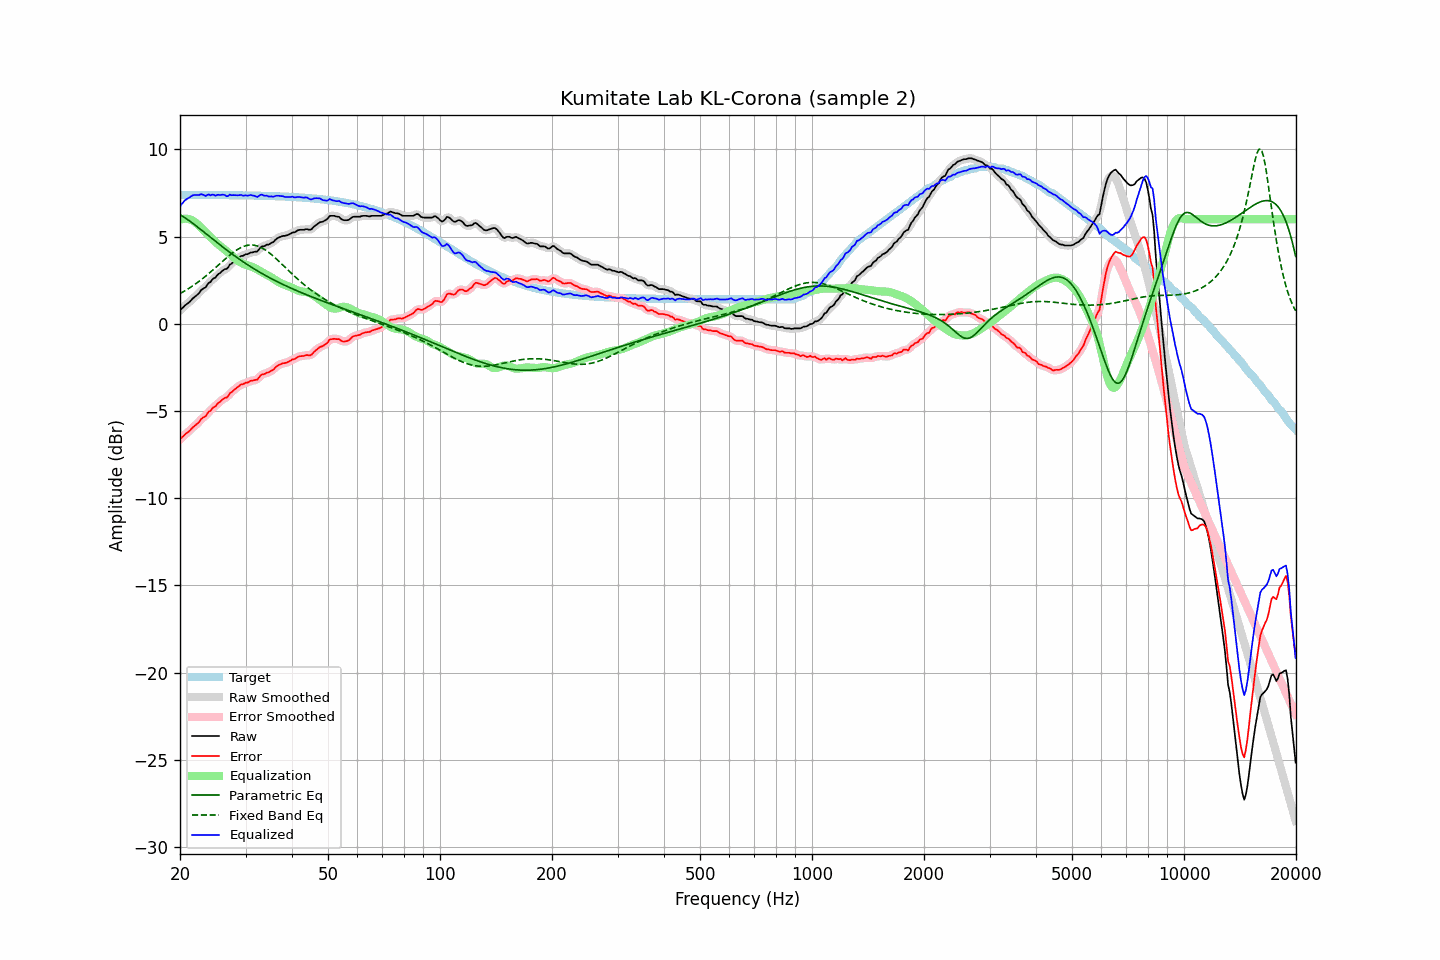 Kumitate Lab KL-Corona (sample 2)
10
5
0
−5
−10
−15
−20
−25
−30
Amplitude (dBr)
Target
Raw Smoothed
Error Smoothed
Raw
Error
Equalization
Parametric Eq
Fixed Band Eq
Equalized
20 50 100 200 500 1000 2000 5000 10000 20000
Frequency (Hz)